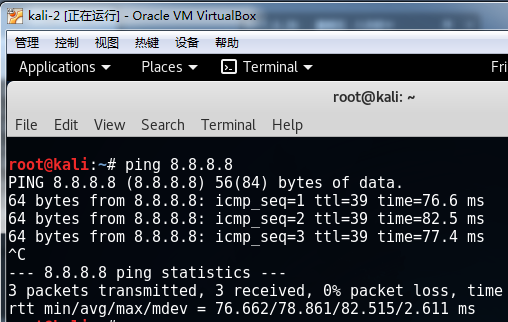 kali-2 [正在运行] - Oracle VM VirtualBox
管理 控制 视图 热键 设备 帮助
Applications Places Terminal Fri
root@kali: ~
File Edit View Search Terminal Help
root@kali:~# ping 8.8.8.8
PING 8.8.8.8 (8.8.8.8) 56(84) bytes of data.
64 bytes from 8.8.8.8: icmp_seq=1 ttl=39 time=76.6 ms
64 bytes from 8.8.8.8: icmp_seq=2 ttl=39 time=82.5 ms
64 bytes from 8.8.8.8: icmp_seq=3 ttl=39 time=77.4 ms
^C
--- 8.8.8.8 ping statistics ---
3 packets transmitted, 3 received, 0% packet loss, time
rtt min/avg/max/mdev = 76.662/78.861/82.515/2.611 ms